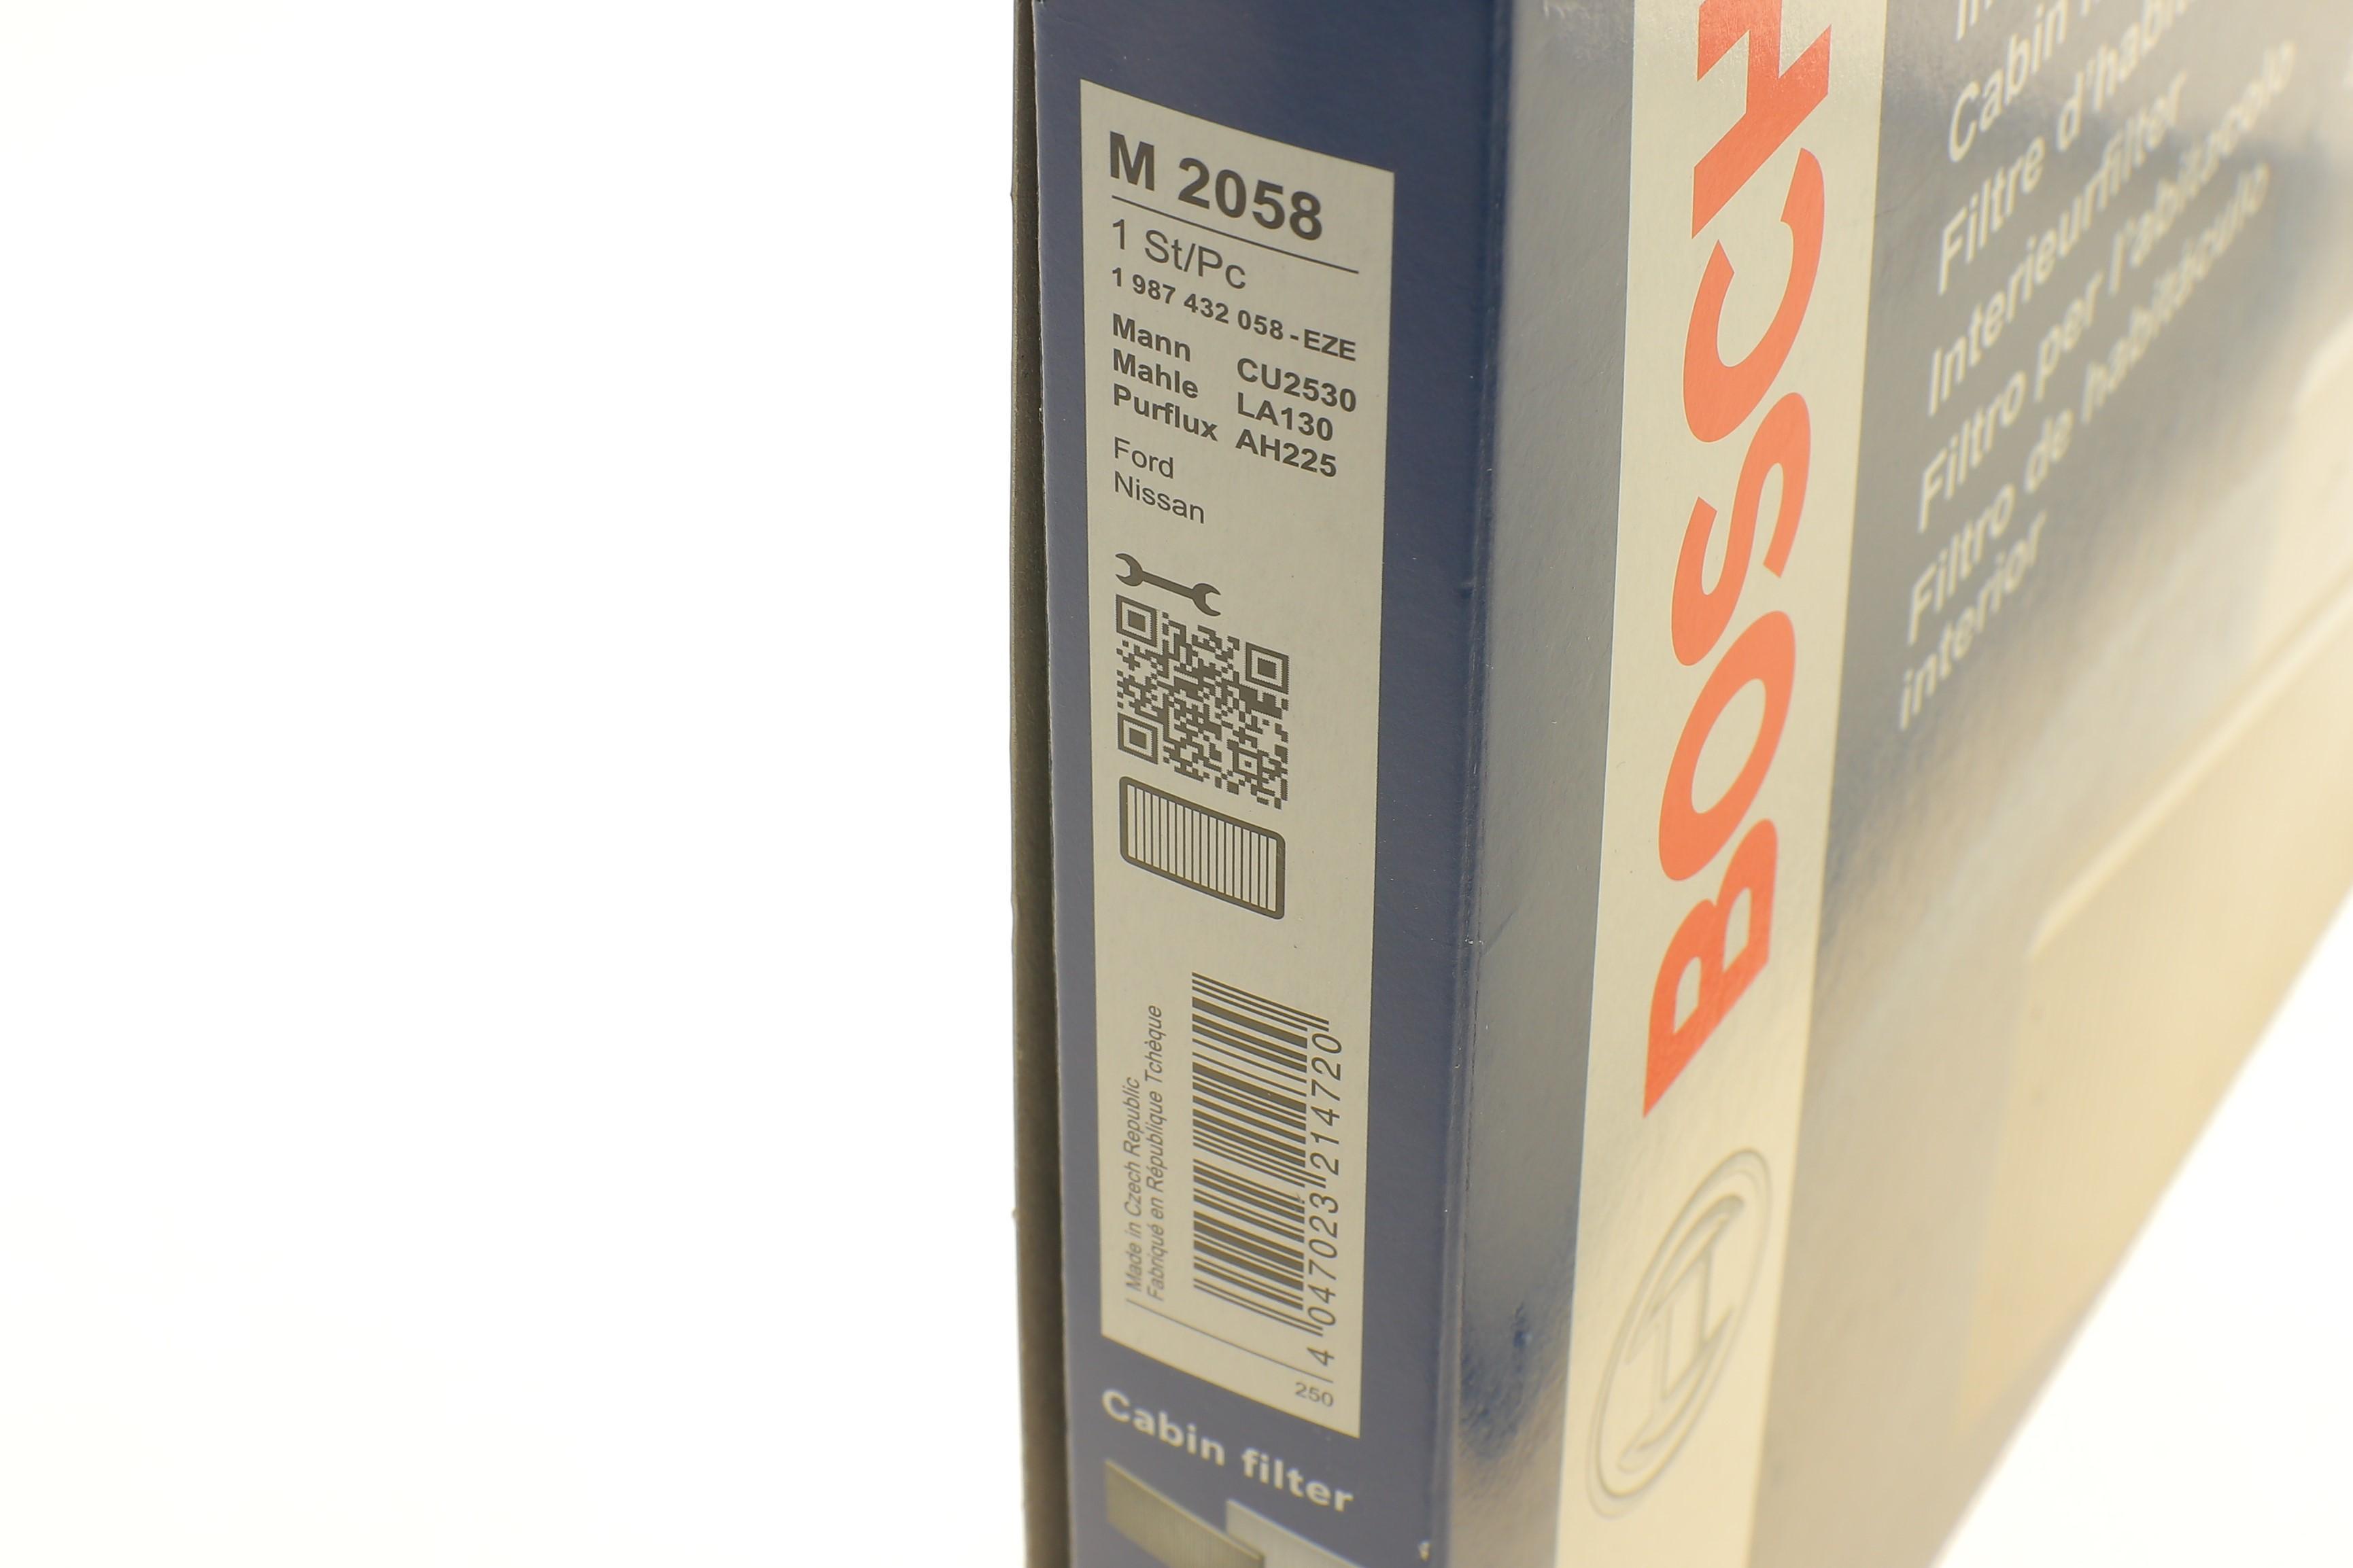 M 2058
1 St/Pc
1 987 432 058-EZE
Mann CU2530
Mahle LA130
Purflux AH225
Ford
Nissan
Made in Czech Republic
Fabriqué en République Tchèque
4 047023 214720
250
Cabin filter
BOSCH
Cabin
Filtre d'habit
Interieurfilter
Filtro per l'abitacolo
Filtro de habitáculo
interior